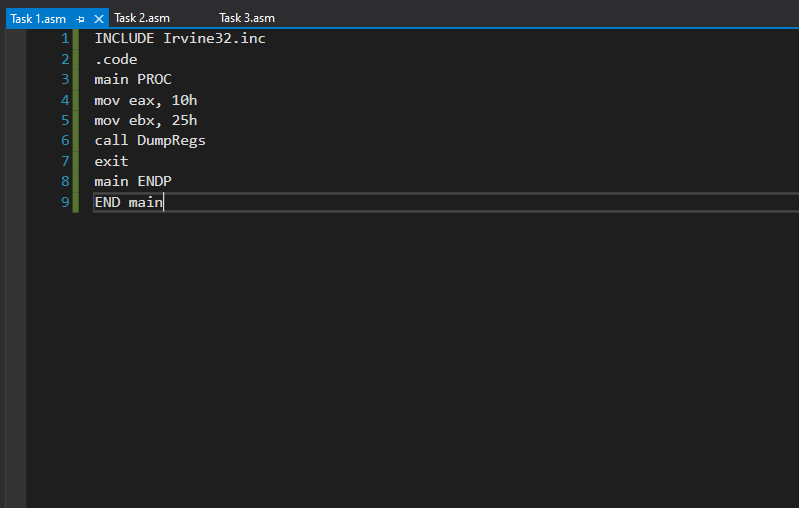 Task 1.asm Task 2.asm Task 3.asm
1 INCLUDE Irvine32.inc
2 .code
3 main PROC
4 mov eax, 10h
5 mov ebx, 25h
6 call DumpRegs
7 exit
8 main ENDP
9 END main